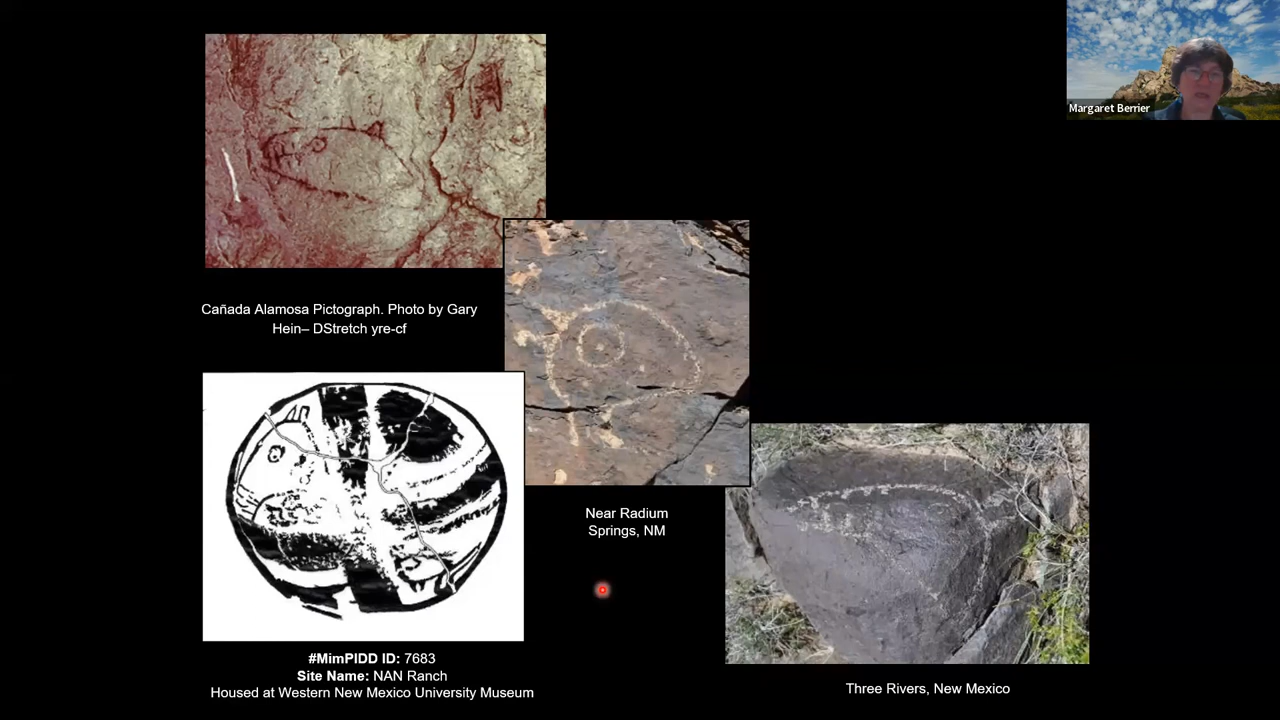 Margaret Berrier
Cañada Alamosa Pictograph. Photo by Gary
Hein– DStretch yre-cf
Near Radium
Springs, NM
#MimPIDD ID: 7683
Site Name: NAN Ranch
Housed at Western New Mexico University Museum
Three Rivers, New Mexico